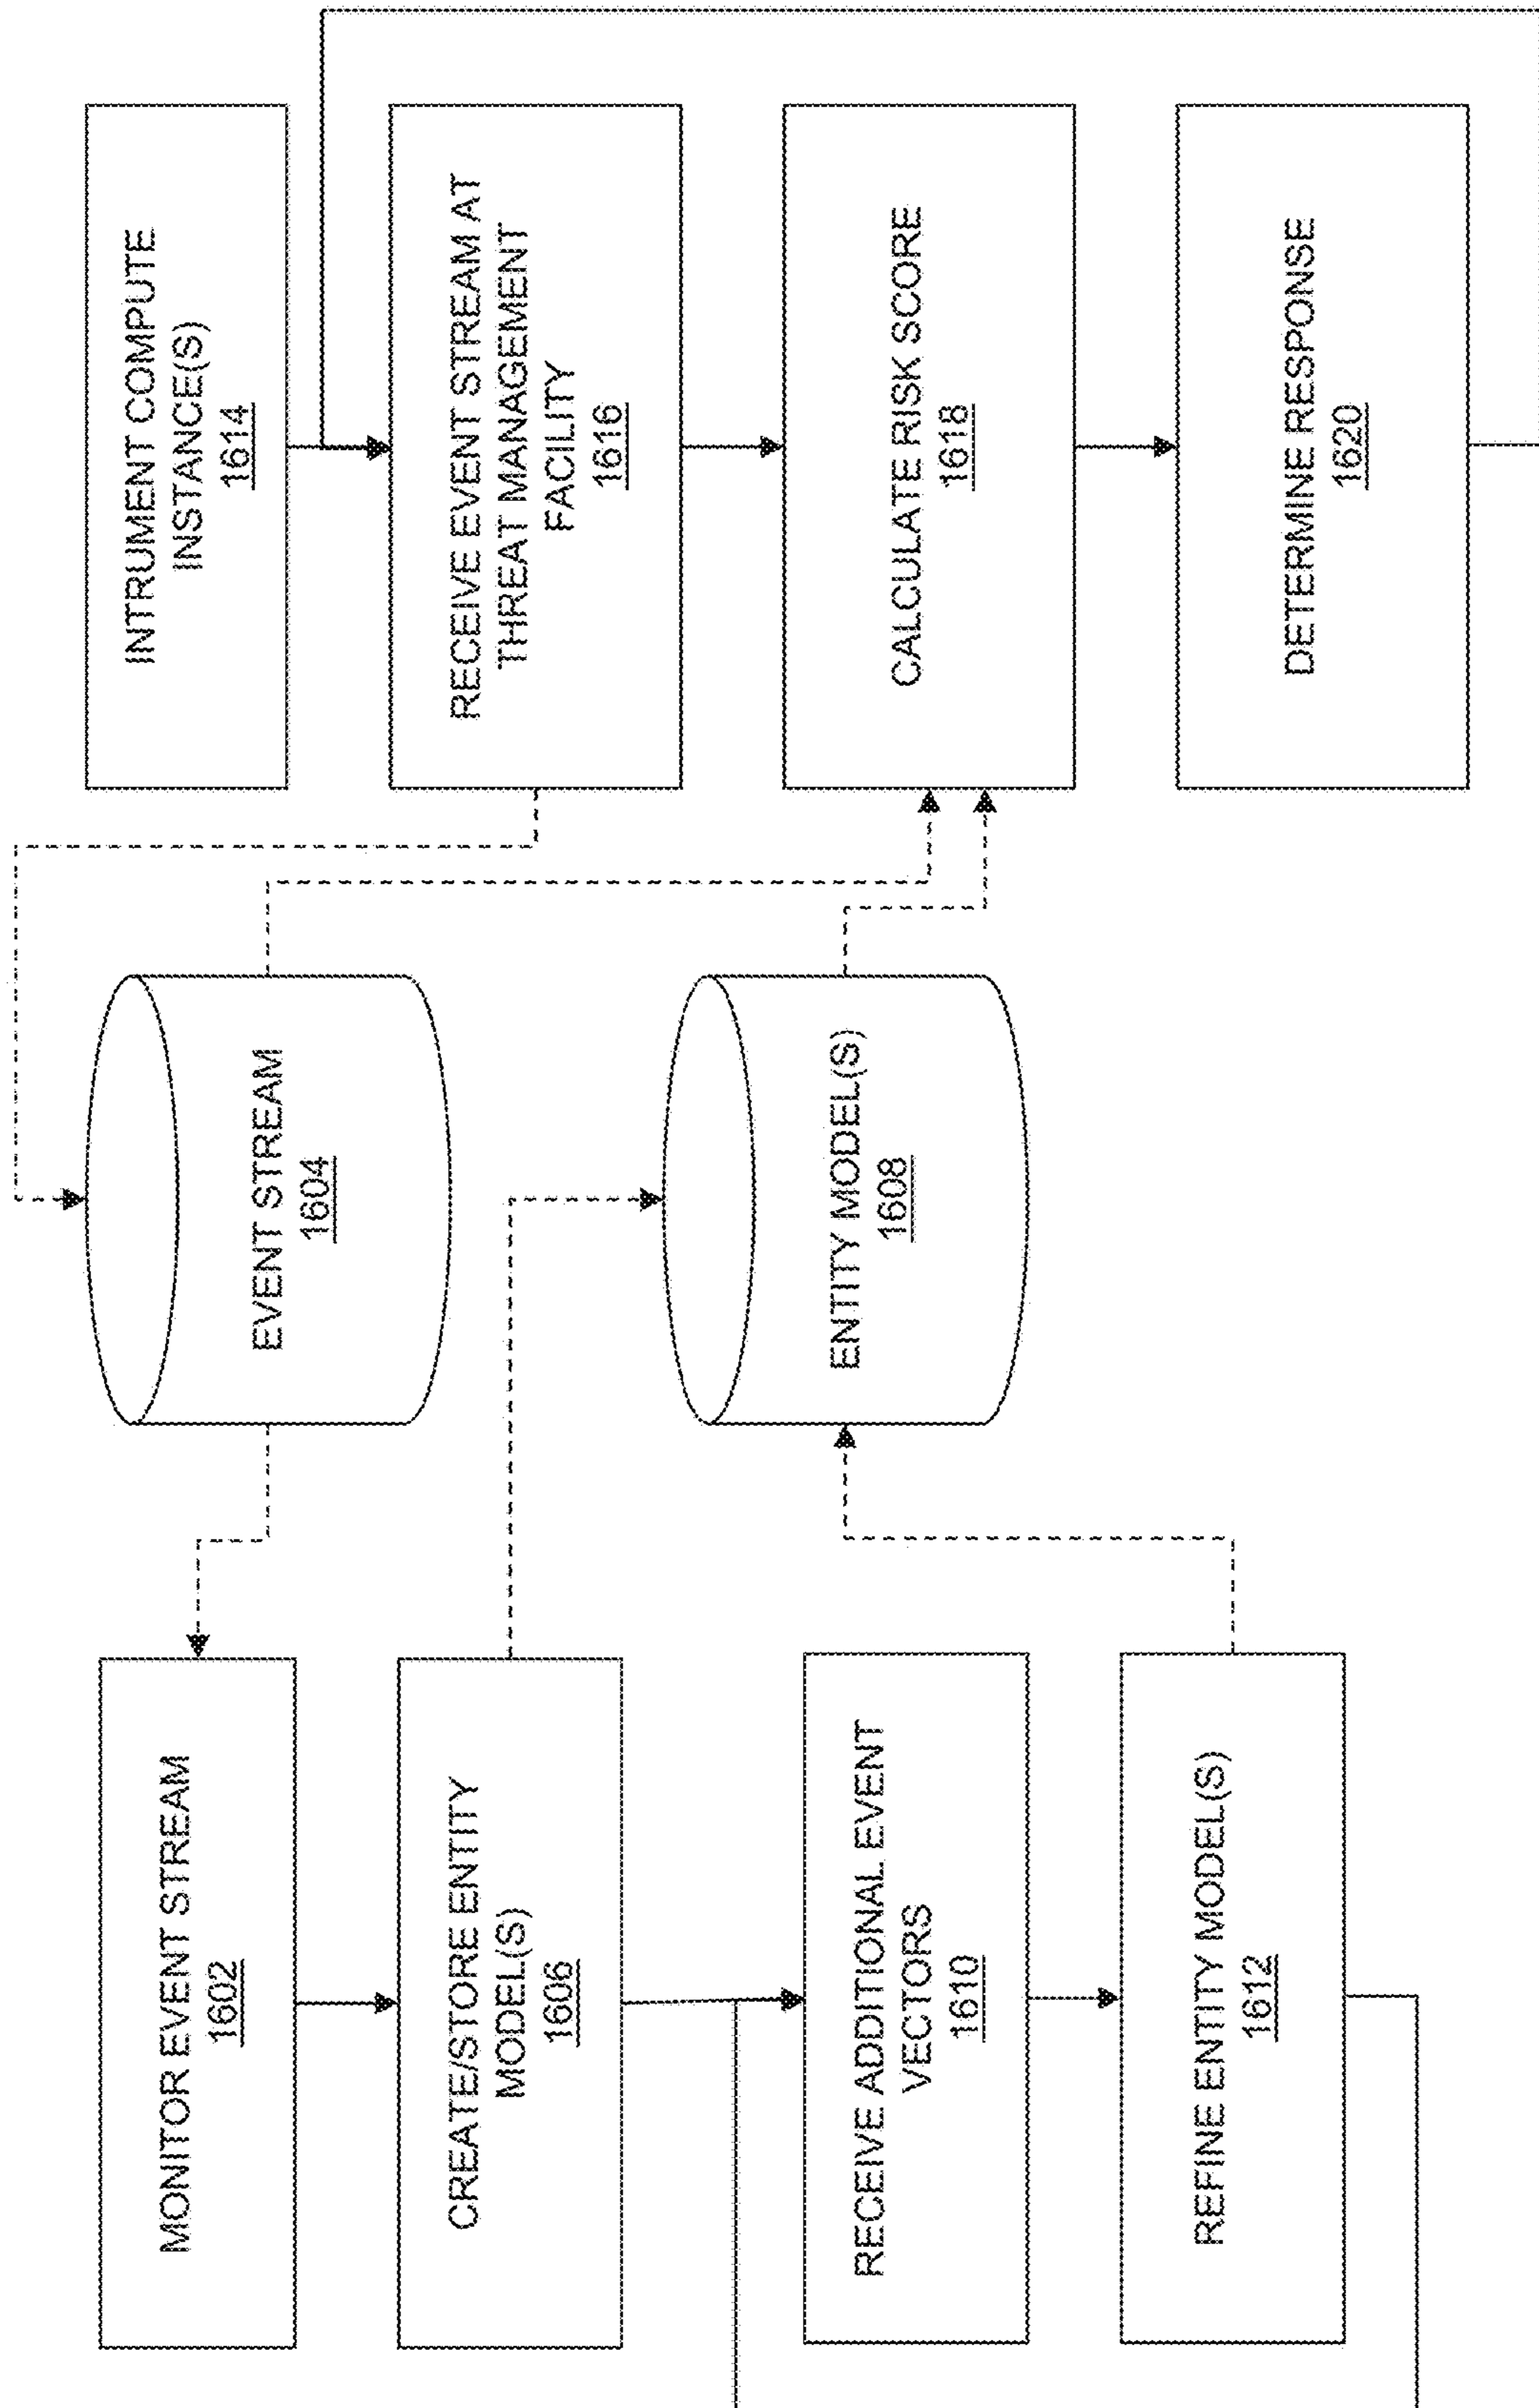 MONITOR EVENT STREAM
1602
CREATE/STORE ENTITY
MODEL(S)
1606
RECEIVE ADDITIONAL EVENT
VECTORS
1610
REFINE ENTITY MODEL(S)
1612
EVENT STREAM
1604
ENTITY MODEL(S)
1608
INTRUMENT COMPUTE
INSTANCE(S)
1614
RECEIVE EVENT STREAM AT
THREAT MANAGEMENT
FACILITY
1616
CALCULATE RISK SCORE
1618
DETERMINE RESPONSE
1620